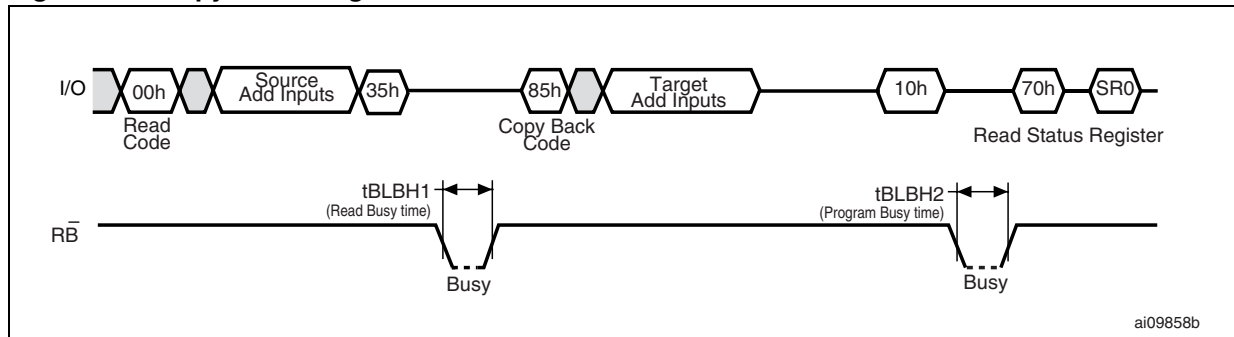 I/O 00h Source Add Inputs 35h 85h Target Add Inputs 10h 70h SR0
Read Code
Copy Back Code
Read Status Register
tBLBH1
(Read Busy time)
tBLBH2
(Program Busy time)
RB̅
Busy
Busy
ai09858b